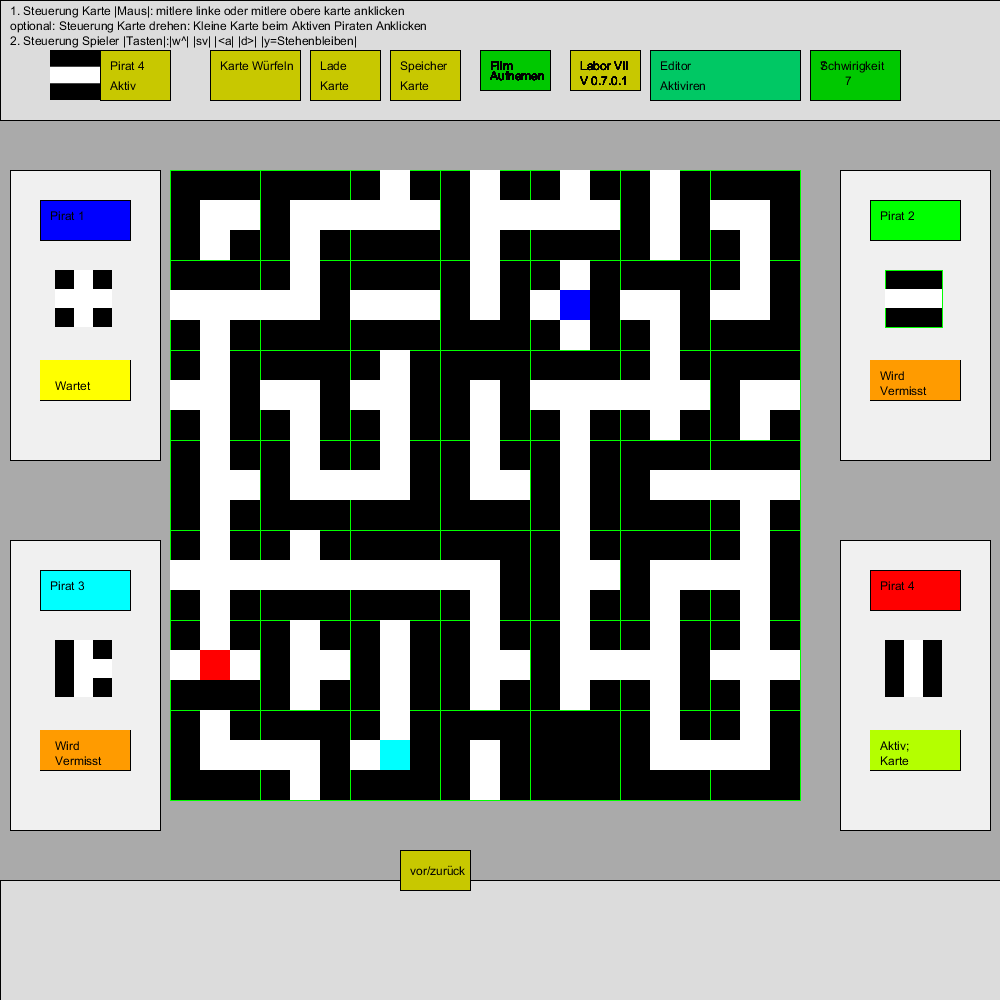 1. Steuerung Karte |Maus|: mitlere linke oder mitlere obere karte anklicken
optional: Steuerung Karte drehen: Kleine Karte beim Aktiven Piraten Anklicken
2. Steuerung Spieler |Tasten|:|w^| |sv| |<a| |d>| |y=Stehenbleiben|
Pirat 4
Aktiv
Karte Würfeln
Lade
Karte
Speicher
Karte
Film
Labor VII
V 0.7.0.1
Editor
Aktiviren
7
Pirat 1
Wartet
Pirat 2
Wird
Vermisst
Pirat 3
Wird
Vermisst
Pirat 4
Aktiv;
Karte
vor/zurück